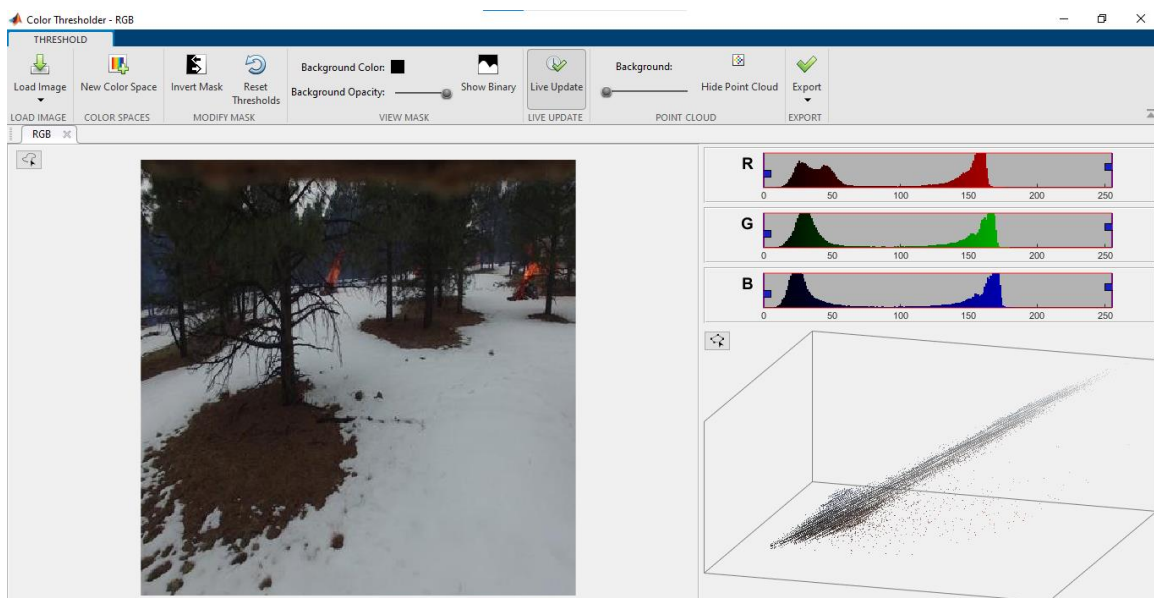 Color Thresholder - RGB
THRESHOLD
Load Image
New Color Space
Invert Mask
Reset
Thresholds
Background Color:
Background Opacity:
Show Binary
Live Update
Background:
Hide Point Cloud
Export
LOAD IMAGE
COLOR SPACES
MODIFY MASK
VIEW MASK
LIVE UPDATE
POINT CLOUD
EXPORT
RGB
R
0 50 100 150 200 250
G
0 50 100 150 200 250
B
0 50 100 150 200 250